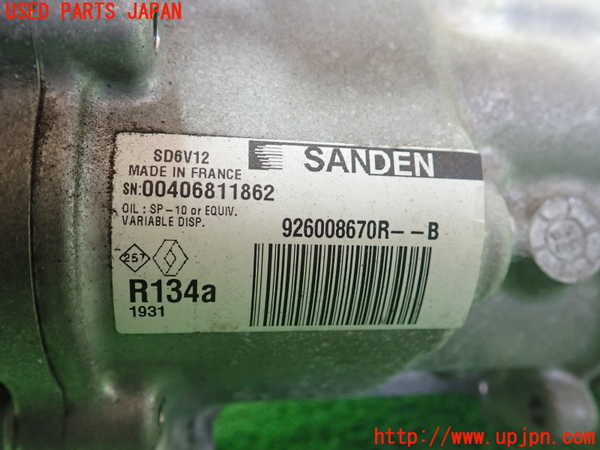 USED PARTS JAPAN
SD6V12
MADE IN FRANCE
SANDEN
SN:00406811862
OIL : SP-10 or EQUIV.
VARIABLE DISP.
926008670R--B
257
R134a
1931
http://www.upjpn.com/